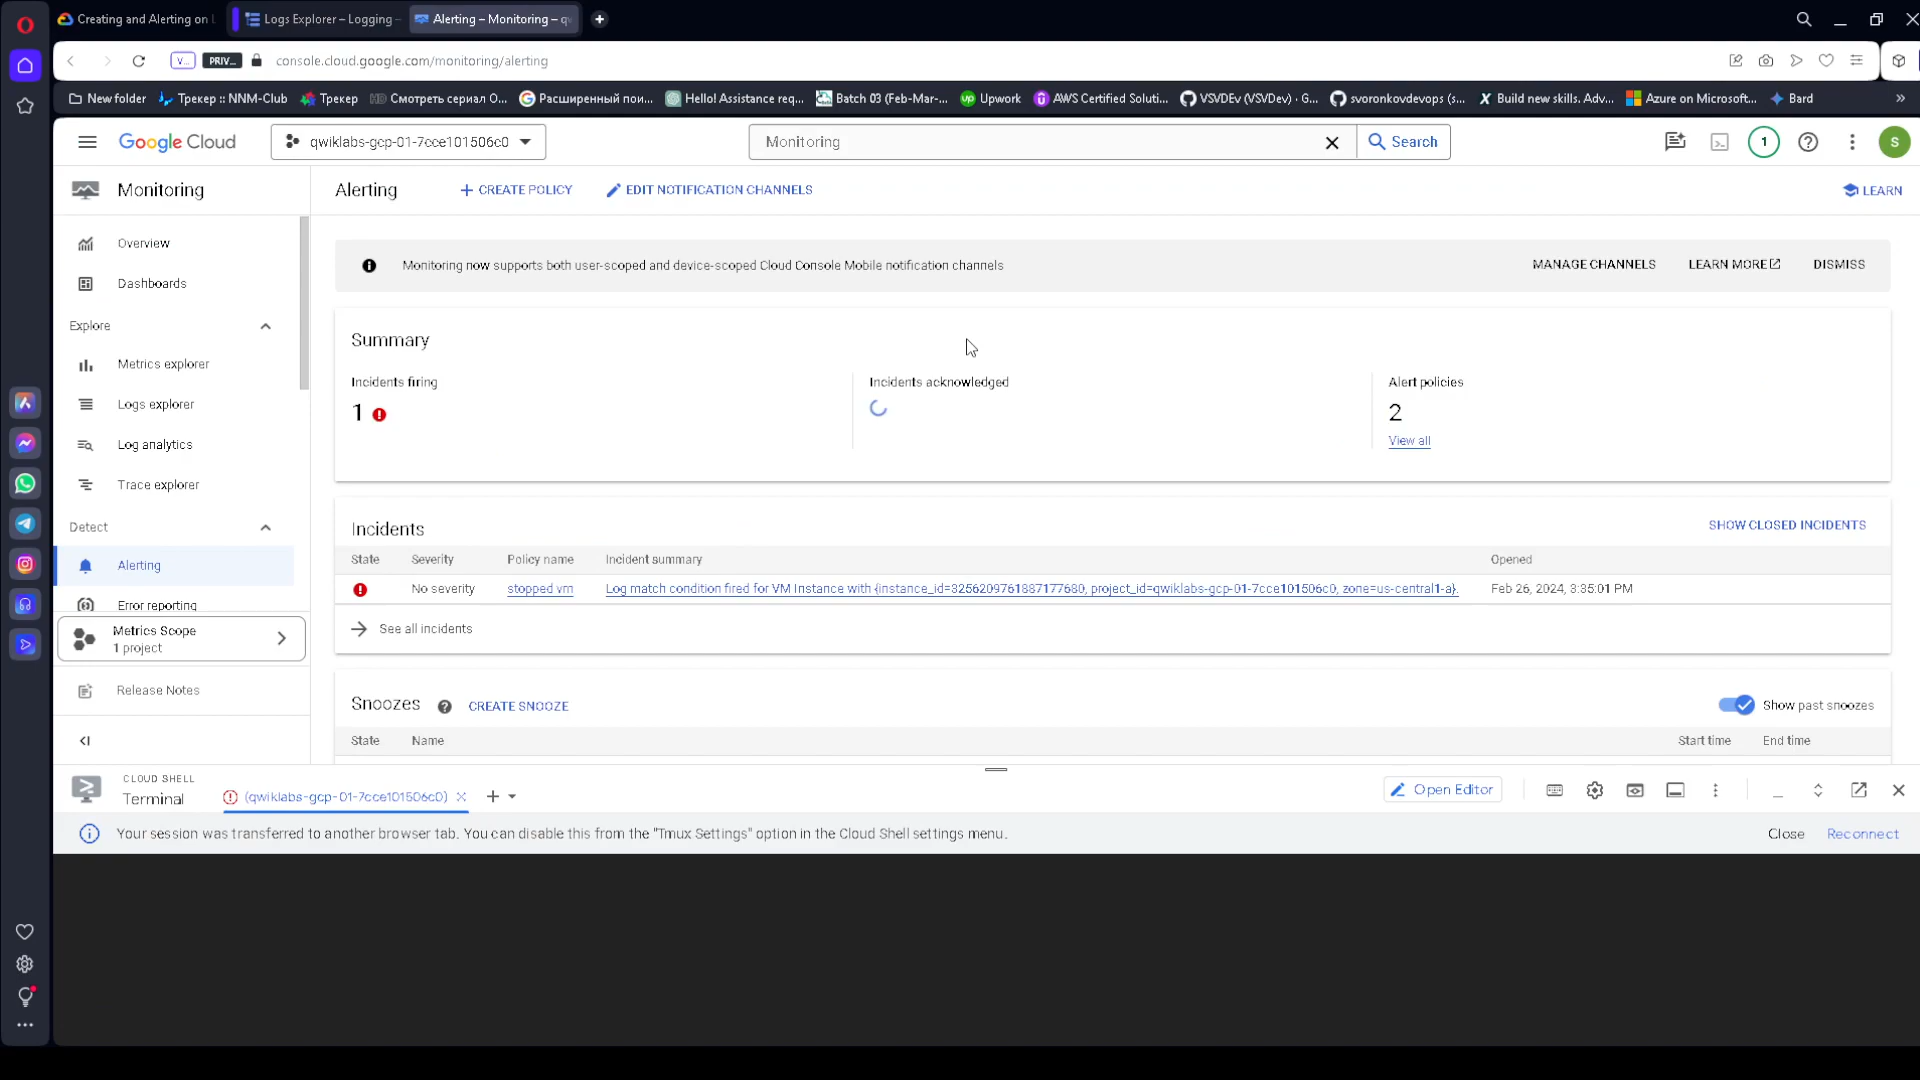 Creating and Alerting on L
Logs Explorer – Logging –
Alerting – Monitoring – qw
V...
PRIV...
console.cloud.google.com/monitoring/alerting
New folder
Трекер :: NNM-Club
Трекер
Смотреть сериал О...
Расширенный пои...
Hello! Assistance req...
Batch 03 (Feb-Mar-...
Upwork
AWS Certified Soluti...
VSVDEv (VSVDev) · G...
svoronkovdevops (s...
Build new skills. Adv...
Azure on Microsoft...
Bard
»
Google Cloud
qwiklabs-gcp-01-7cce101506c0
Monitoring
Search
1
S
Monitoring
Alerting
CREATE POLICY
EDIT NOTIFICATION CHANNELS
LEARN
Overview
Dashboards
Explore
Metrics explorer
Logs explorer
Log analytics
Trace explorer
Detect
Alerting
Error reporting
Metrics Scope
1 project
Release Notes
Monitoring now supports both user-scoped and device-scoped Cloud Console Mobile notification channels
MANAGE CHANNELS
LEARN MORE
DISMISS
Summary
Incidents firing
1
Incidents acknowledged
Alert policies
2
View all
Incidents
SHOW CLOSED INCIDENTS
State Severity Policy name Incident summary Opened
No severity stopped vm Log match condition fired for VM Instance with {instance_id=3256209761887177680, project_id=qwiklabs-gcp-01-7cce101506c0, zone=us-central1-a}. Feb 26, 2024, 3:35:01 PM
See all incidents
Snoozes
CREATE SNOOZE
Show past snoozes
State Name Start time End time
CLOUD SHELL
Terminal
(qwiklabs-gcp-01-7cce101506c0)
Open Editor
Your session was transferred to another browser tab. You can disable this from the "Tmux Settings" option in the Cloud Shell settings menu.
Close
Reconnect